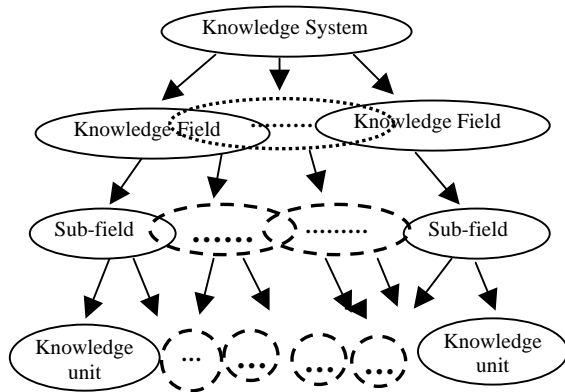 Knowledge System
Knowledge Field ········ Knowledge Field
Sub-field ······ ········· Sub-field
Knowledge
unit
... ... ... ...
Knowledge
unit